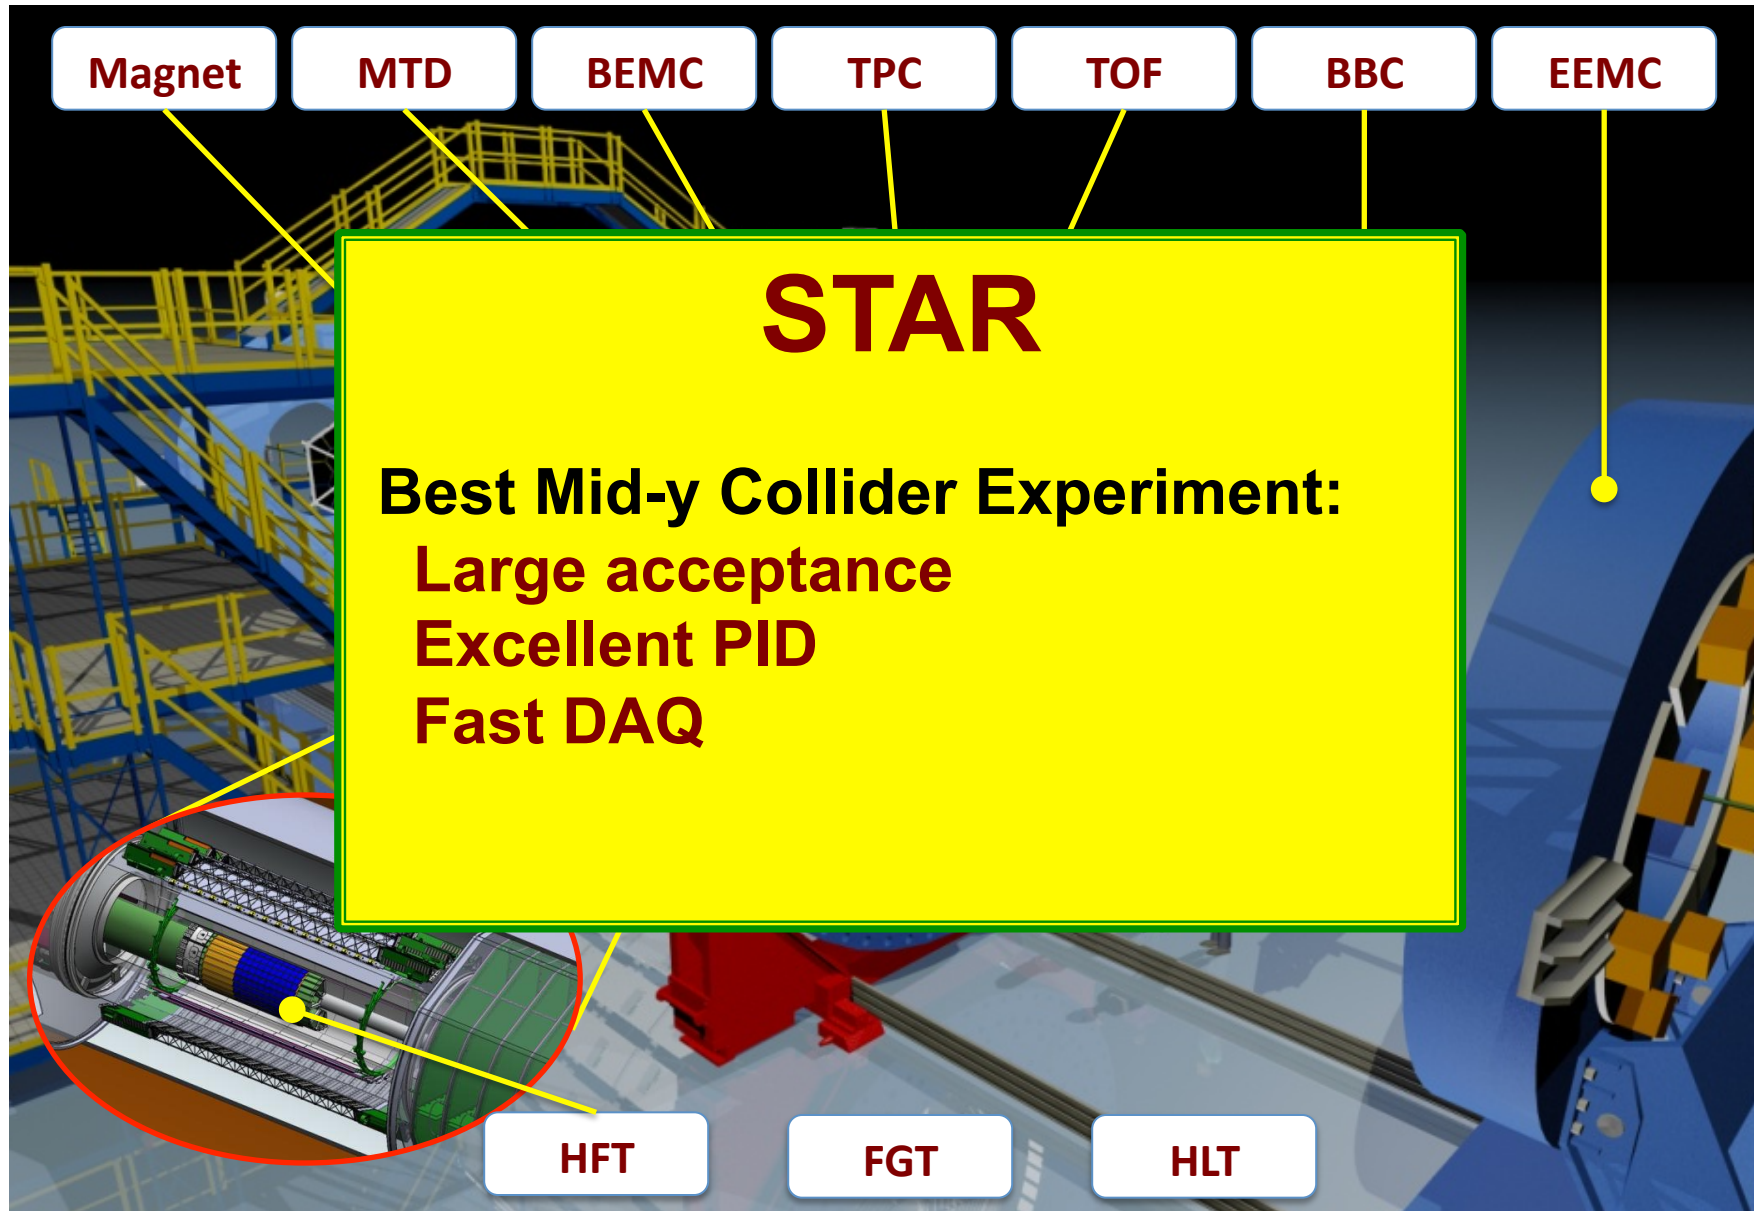 Magnet
MTD
BEMC
TPC
TOF
BBC
EEMC
STAR
Best Mid-y Collider Experiment:
Large acceptance
Excellent PID
Fast DAQ
HFT
FGT
HLT